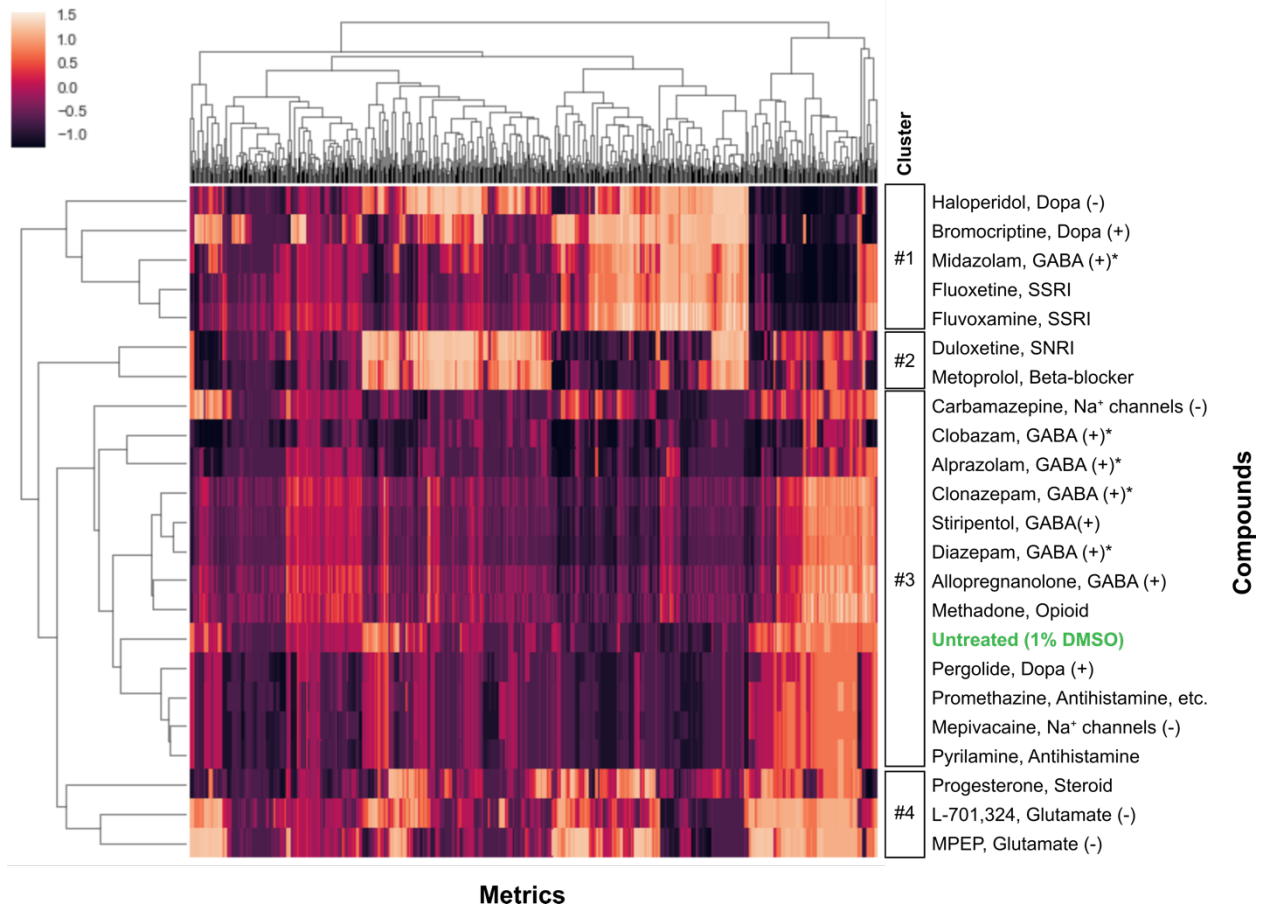 1.5
1.0
0.5
0.0
−0.5
−1.0
Cluster
#1
#2
#3
#4
Haloperidol, Dopa (-)
Bromocriptine, Dopa (+)
Midazolam, GABA (+)*
Fluoxetine, SSRI
Fluvoxamine, SSRI
Duloxetine, SNRI
Metoprolol, Beta-blocker
Carbamazepine, Na⁺ channels (-)
Clobazam, GABA (+)*
Alprazolam, GABA (+)*
Clonazepam, GABA (+)*
Stiripentol, GABA(+)
Diazepam, GABA (+)*
Allopregnanolone, GABA (+)
Methadone, Opioid
Untreated (1% DMSO)
Pergolide, Dopa (+)
Promethazine, Antihistamine, etc.
Mepivacaine, Na⁺ channels (-)
Pyrilamine, Antihistamine
Progesterone, Steroid
L-701,324, Glutamate (-)
MPEP, Glutamate (-)
Compounds
Metrics